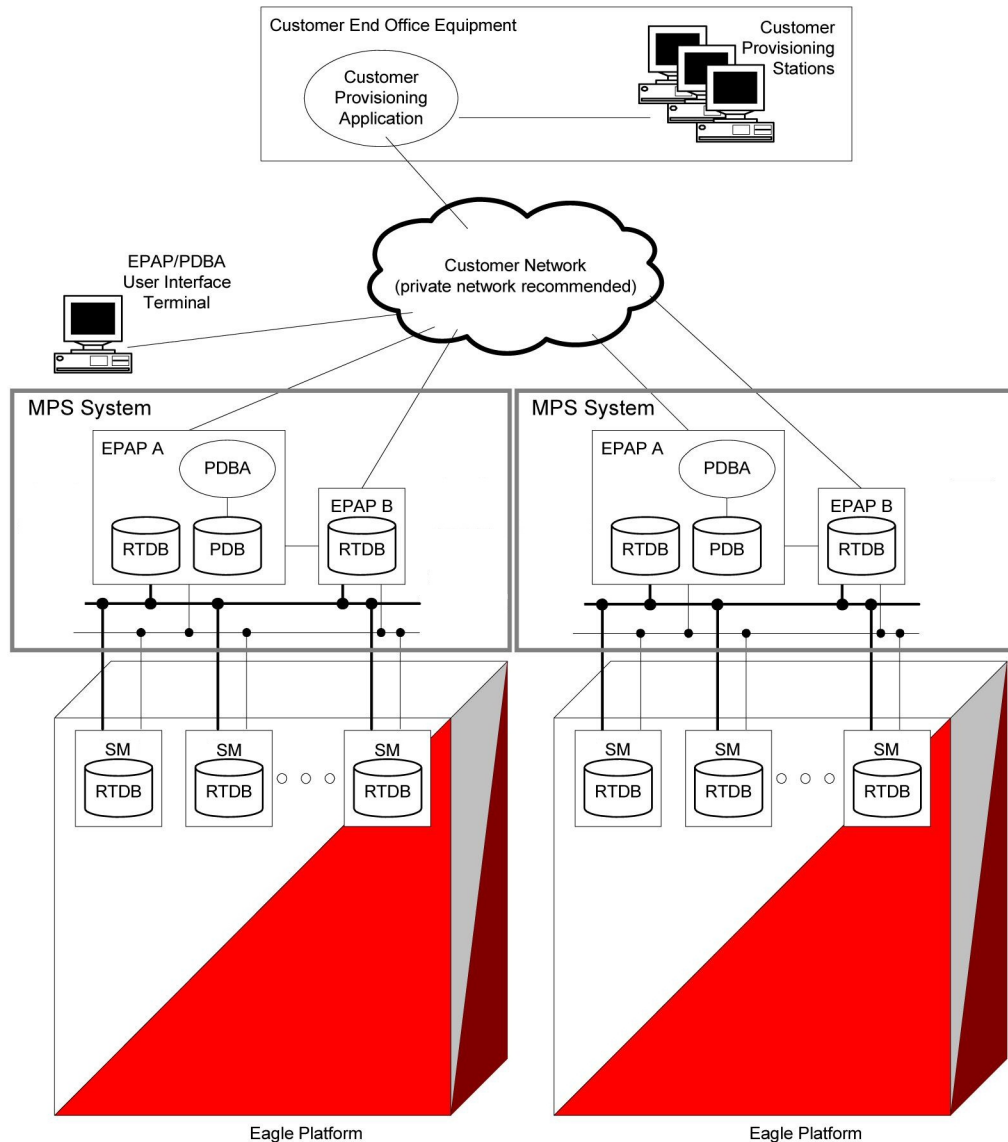 Customer End Office Equipment
Customer
Provisioning
Application
Customer
Provisioning
Stations
EPAP/PDBA
User Interface
Terminal
Customer Network
(private network recommended)
MPS System
EPAP A
PDBA
RTDB
PDB
EPAP B
RTDB
MPS System
EPAP A
PDBA
RTDB
PDB
EPAP B
RTDB
SM
RTDB
SM
RTDB
SM
RTDB
SM
RTDB
SM
RTDB
SM
RTDB
Eagle Platform
Eagle Platform